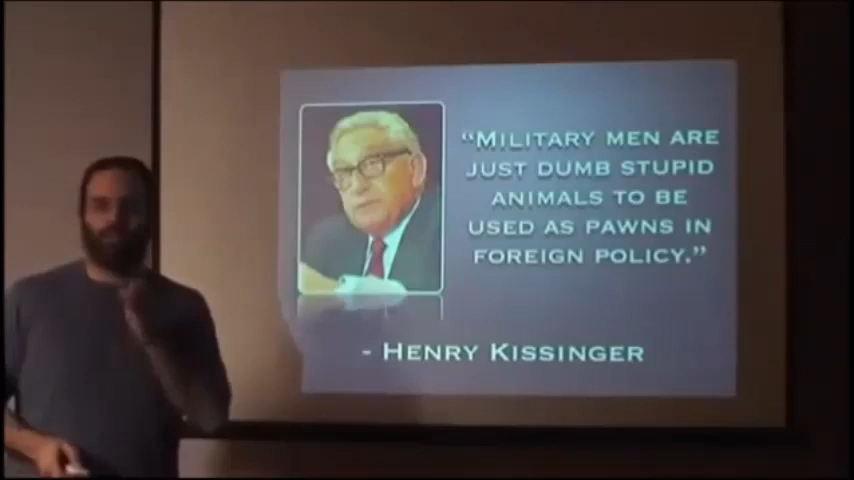 “MILITARY MEN ARE
JUST DUMB STUPID
ANIMALS TO BE
USED AS PAWNS IN
FOREIGN POLICY.”
- HENRY KISSINGER